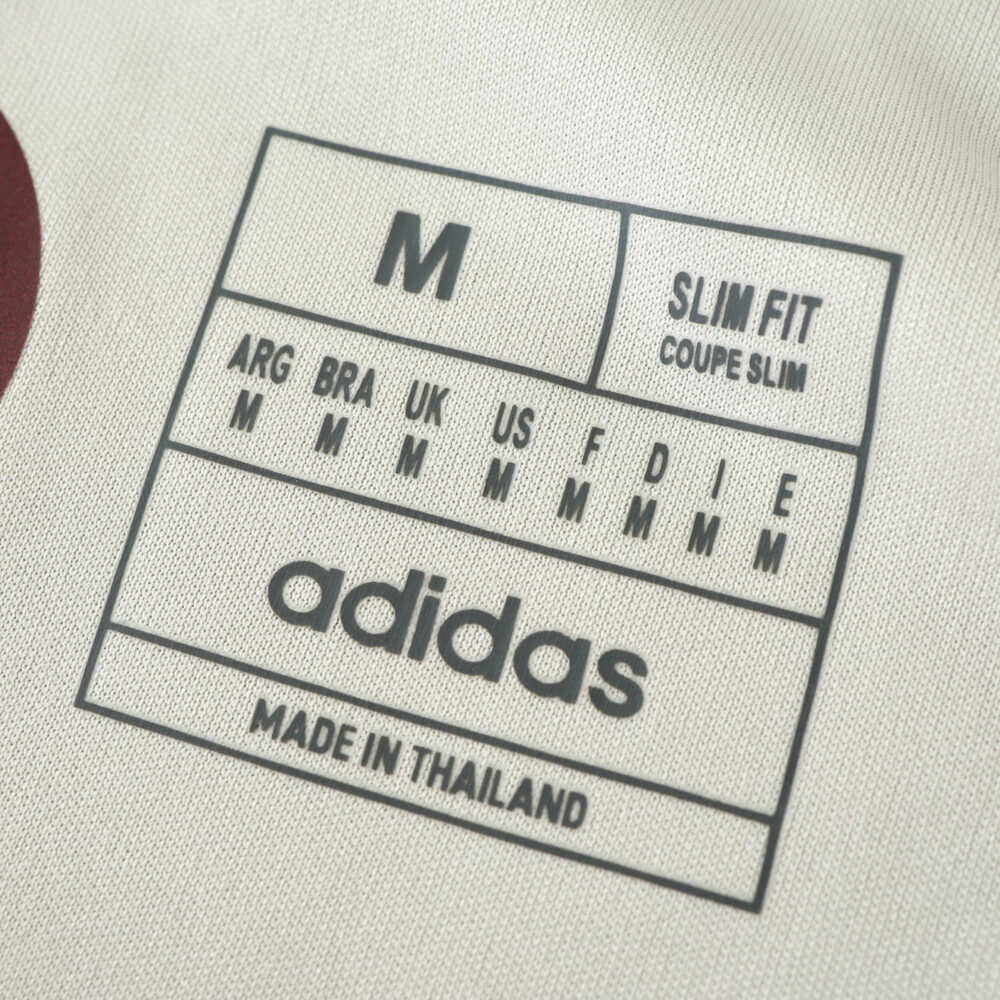 M
SLIM FIT
COUPE SLIM
ARG BRA UK US F D I E
M M M M M M M M
adidas
MADE IN THAILAND